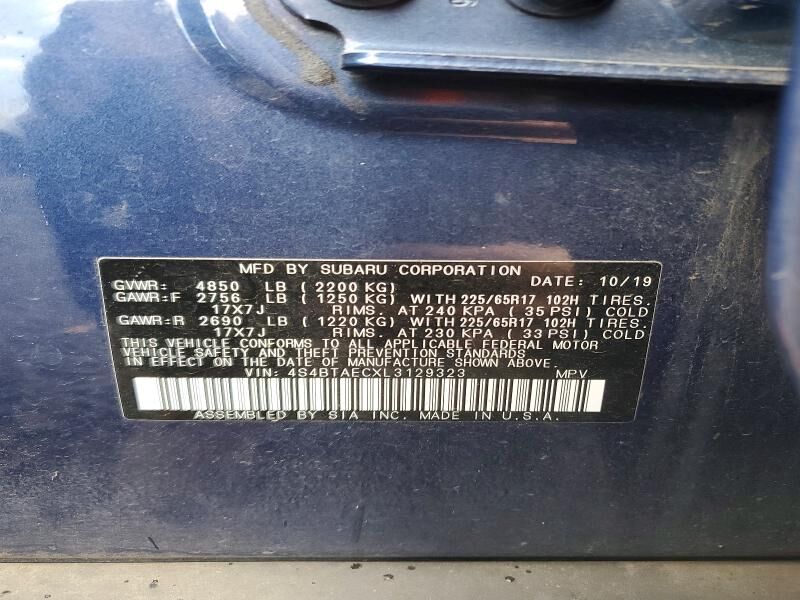 MFD BY SUBARU CORPORATION DATE: 10/19
GVWR: 4850 LB (2200 KG)
GAWR:F 2756 LB (1250 KG) WITH 225/65R17 102H TIRES.
17X7J RIMS. AT 240 KPA (35 PSI) COLD
GAWR:R 2690 LB (1220 KG) WITH 225/65R17 102H TIRES.
17X7J RIMS. AT 230 KPA (33 PSI) COLD
THIS VEHICLE CONFORMS TO ALL APPLICABLE FEDERAL MOTOR
VEHICLE SAFETY AND THEFT PREVENTION STANDARDS
IN EFFECT ON THE DATE OF MANUFACTURE SHOWN ABOVE.
VIN: 4S4BTAECXL3129323 MPV
ASSEMBLED BY SIA INC. MADE IN U.S.A.